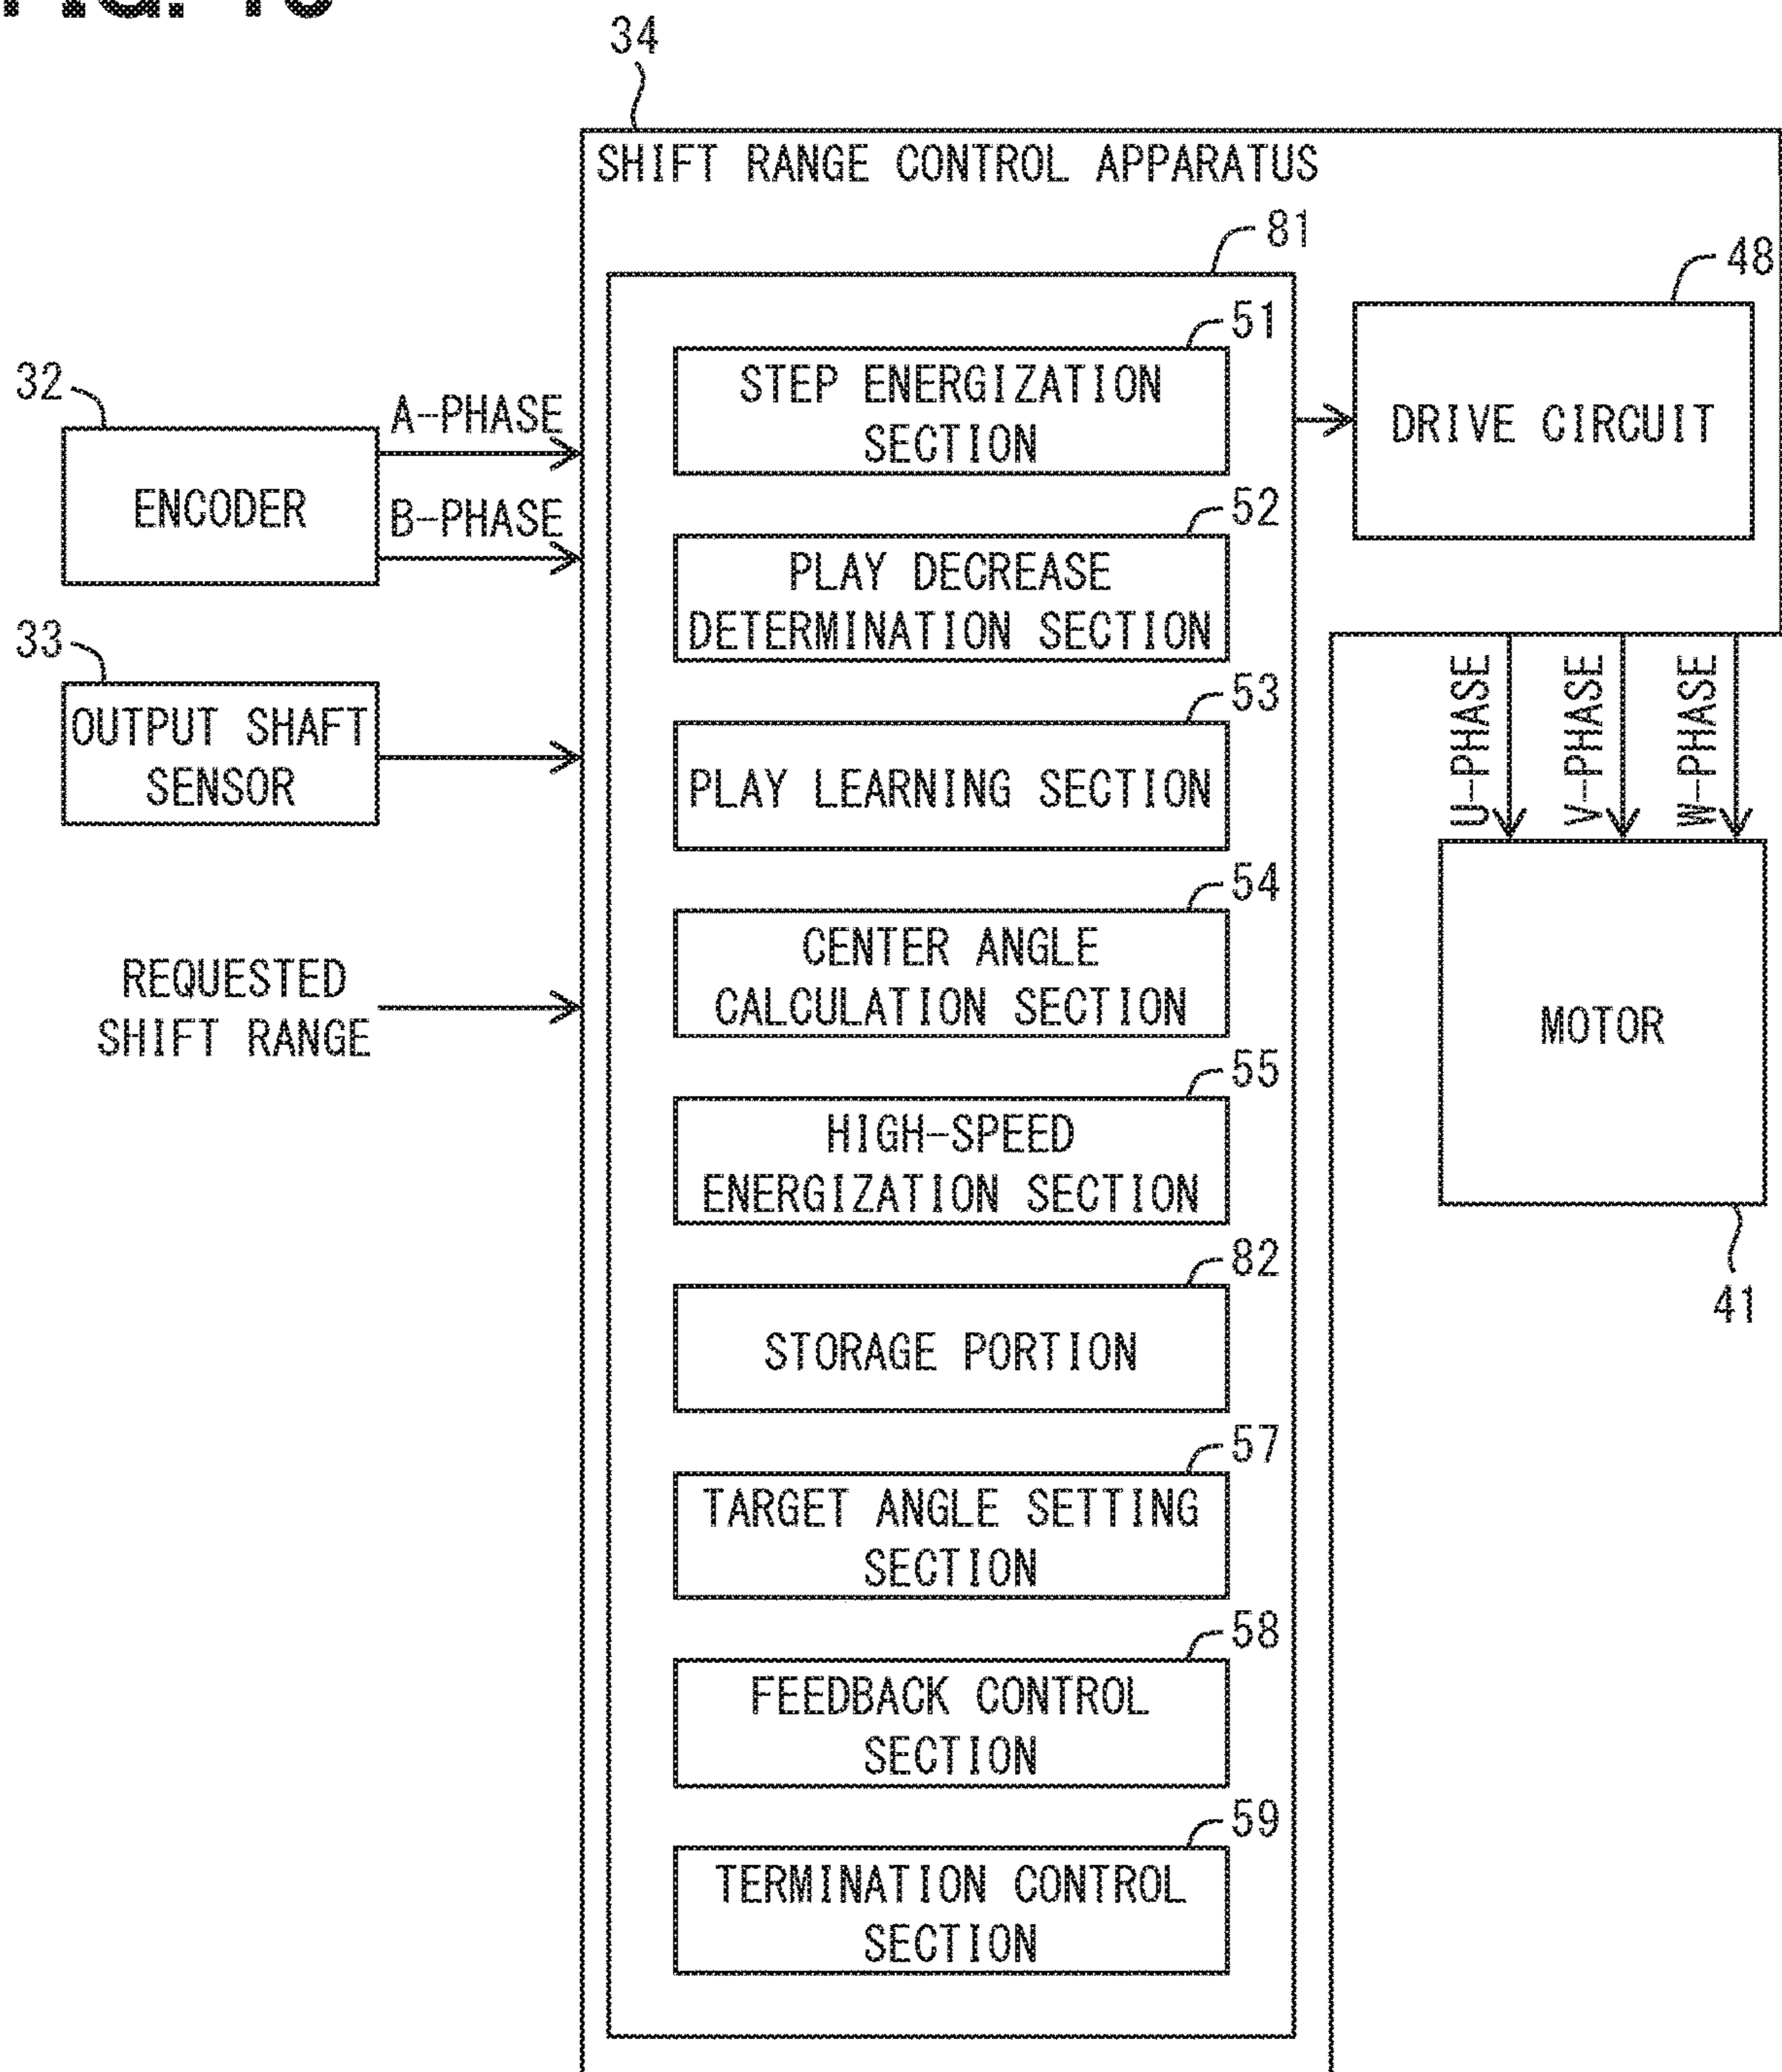 FIG.
34
SHIFT RANGE CONTROL APPARATUS
81
48
51
STEP ENERGIZATION
SECTION
DRIVE CIRCUIT
32
A-PHASE
ENCODER
B-PHASE
52
PLAY DECREASE
DETERMINATION SECTION
33
OUTPUT SHAFT
SENSOR
53
PLAY LEARNING SECTION
U-PHASE
V-PHASE
W-PHASE
54
CENTER ANGLE
CALCULATION SECTION
REQUESTED
SHIFT RANGE
MOTOR
41
55
HIGH-SPEED
ENERGIZATION SECTION
82
STORAGE PORTION
57
TARGET ANGLE SETTING
SECTION
58
FEEDBACK CONTROL
SECTION
59
TERMINATION CONTROL
SECTION